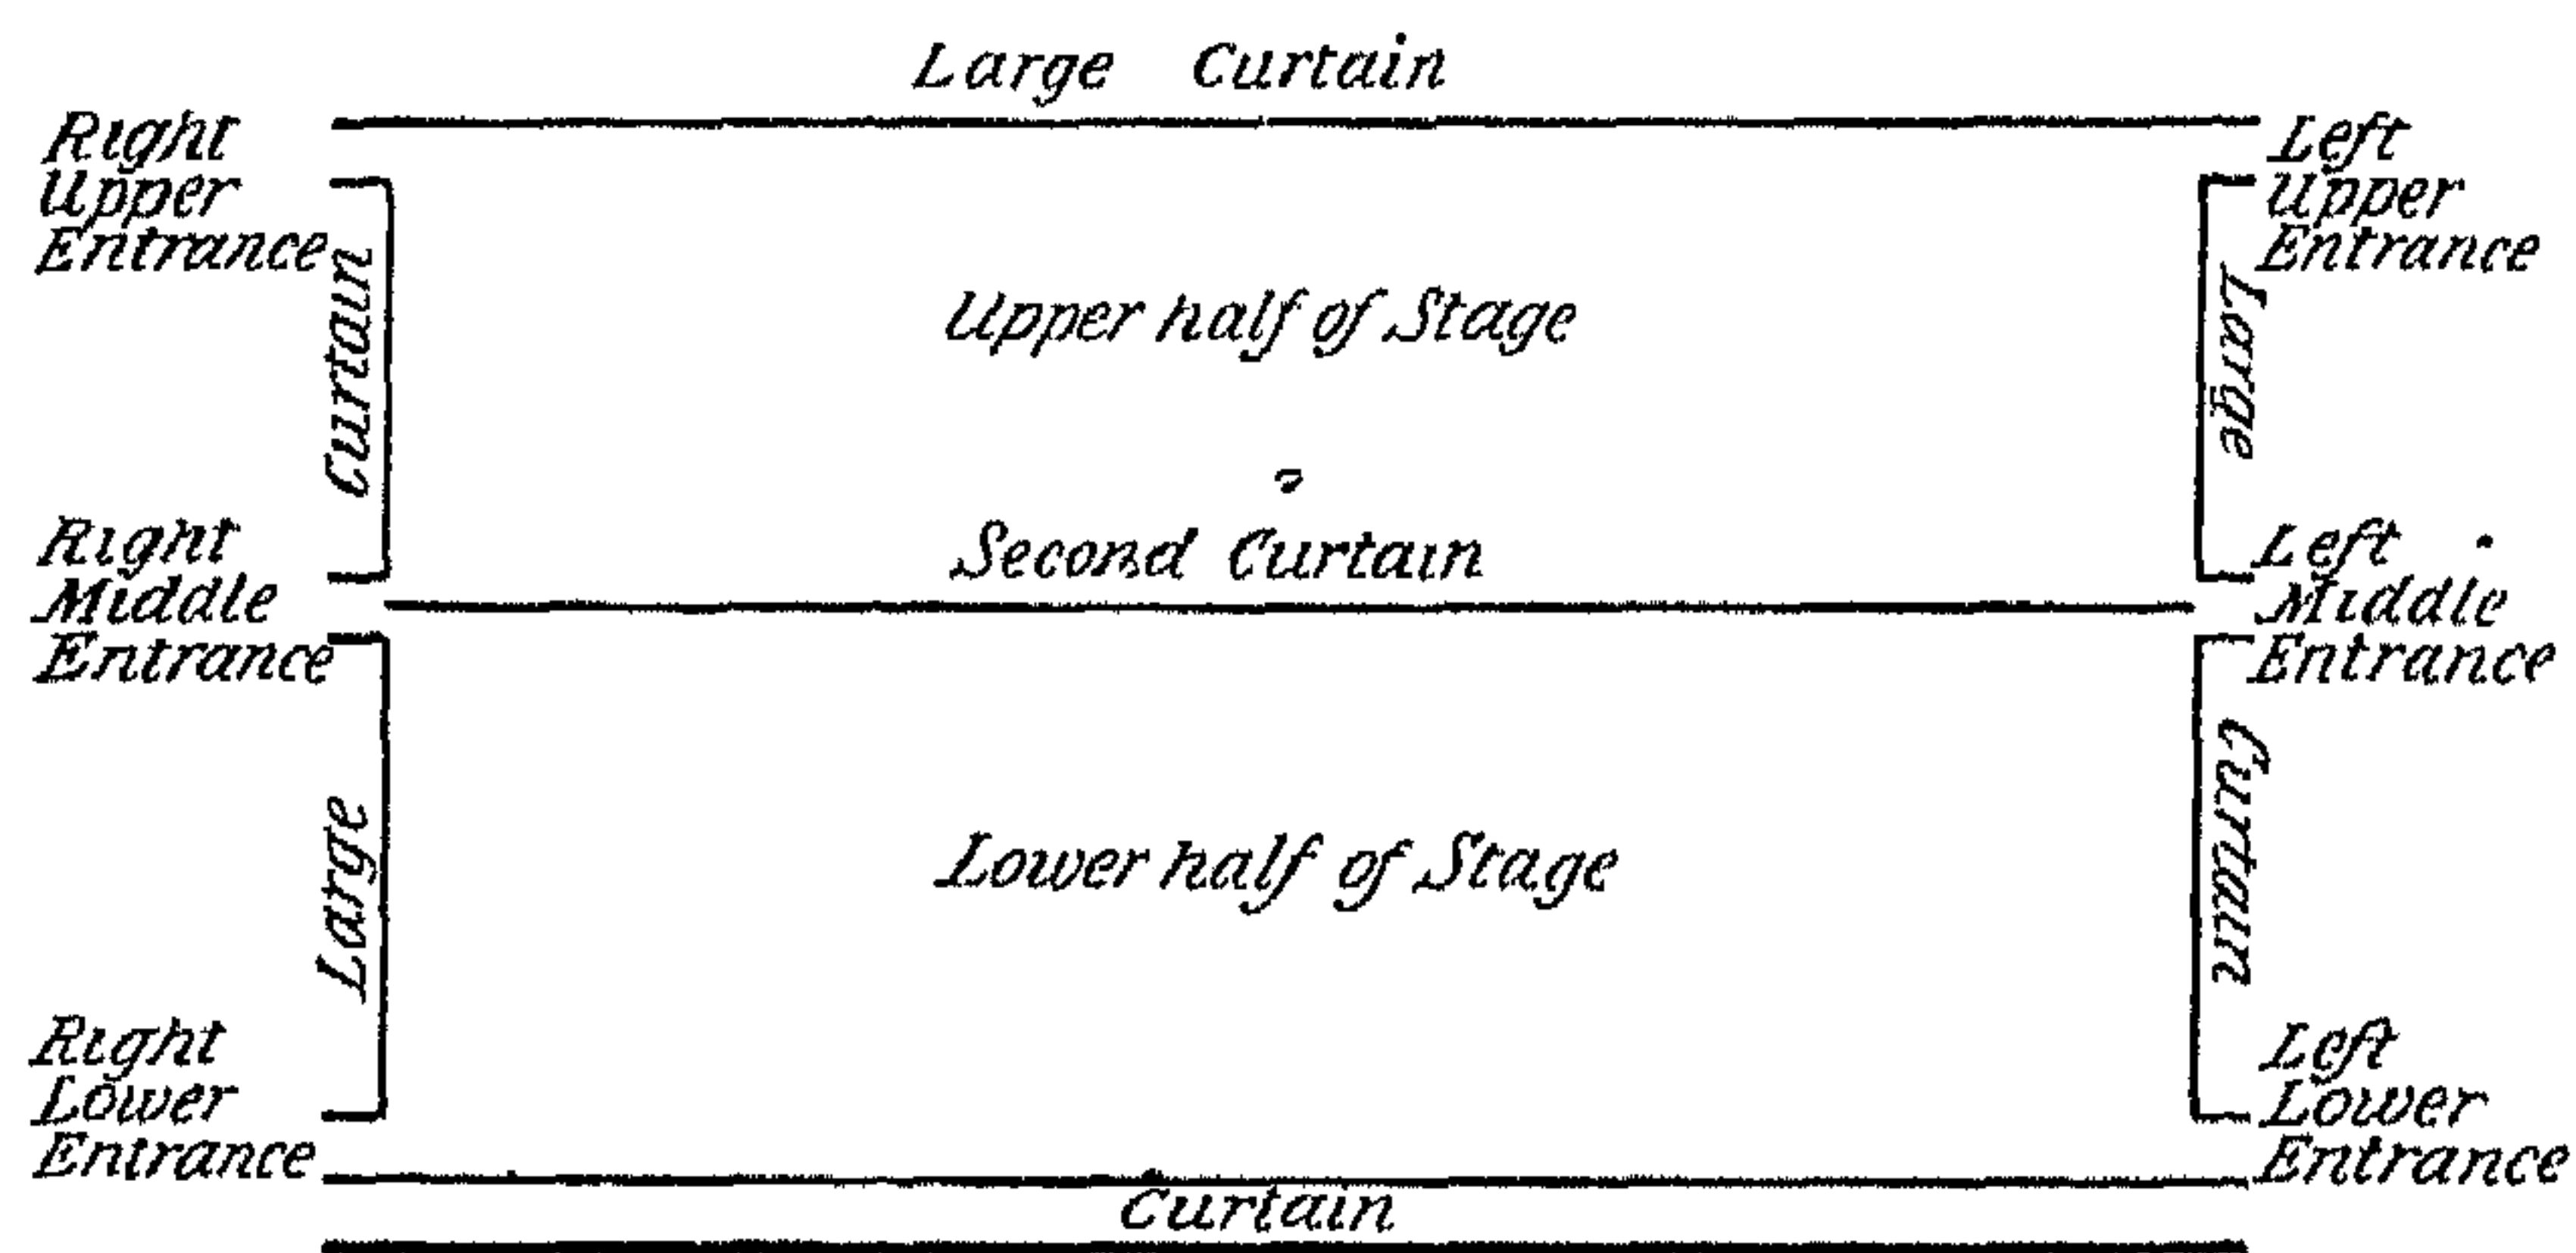 Large Curtain
Right
Upper
Entrance
Left
Upper
Entrance
Curtain
Large
Upper half of Stage
Second Curtain
Right
Middle
Entrance
Left
Middle
Entrance
Large
Curtain
Lower half of Stage
Right
Lower
Entrance
Left
Lower
Entrance
Curtain